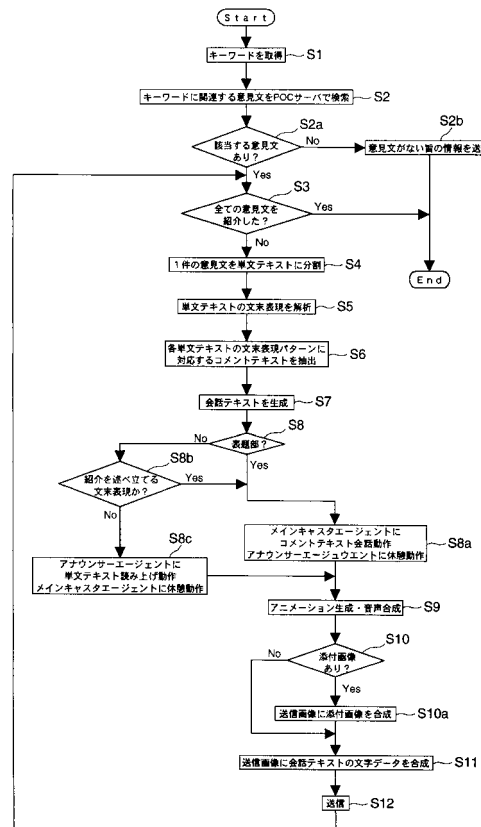 Start
キーワードを取得
S1
キーワードに関連する意見文をPOCサーバで検索
S2
S2a
該当する意見文
あり？
No
Yes
S2b
意見文がない旨の情報を送
S3
全ての意見文を
紹介した？
Yes
No
End
1件の意見文を単文テキストに分割
S4
単文テキストの文末表現を解析
S5
各単文テキストの文末表現パターンに
対応するコメントテキストを抽出
S6
会話テキストを生成
S7
S8
表題部？
No
Yes
S8b
紹介を述べ立てる
文末表現か？
Yes
No
メインキャスタエージェントに
コメントテキスト会話動作
アナウンサーエージュウエントに休憩動作
S8a
S8c
アナウンサーエージェントに
単文テキスト読み上げ動作
メインキャスタエージェントに休憩動作
アニメーション生成・音声合成
S9
S10
添付画像
あり？
No
Yes
送信画像に添付画像を合成
S10a
送信画像に会話テキストの文字データを合成
S11
送信
S12